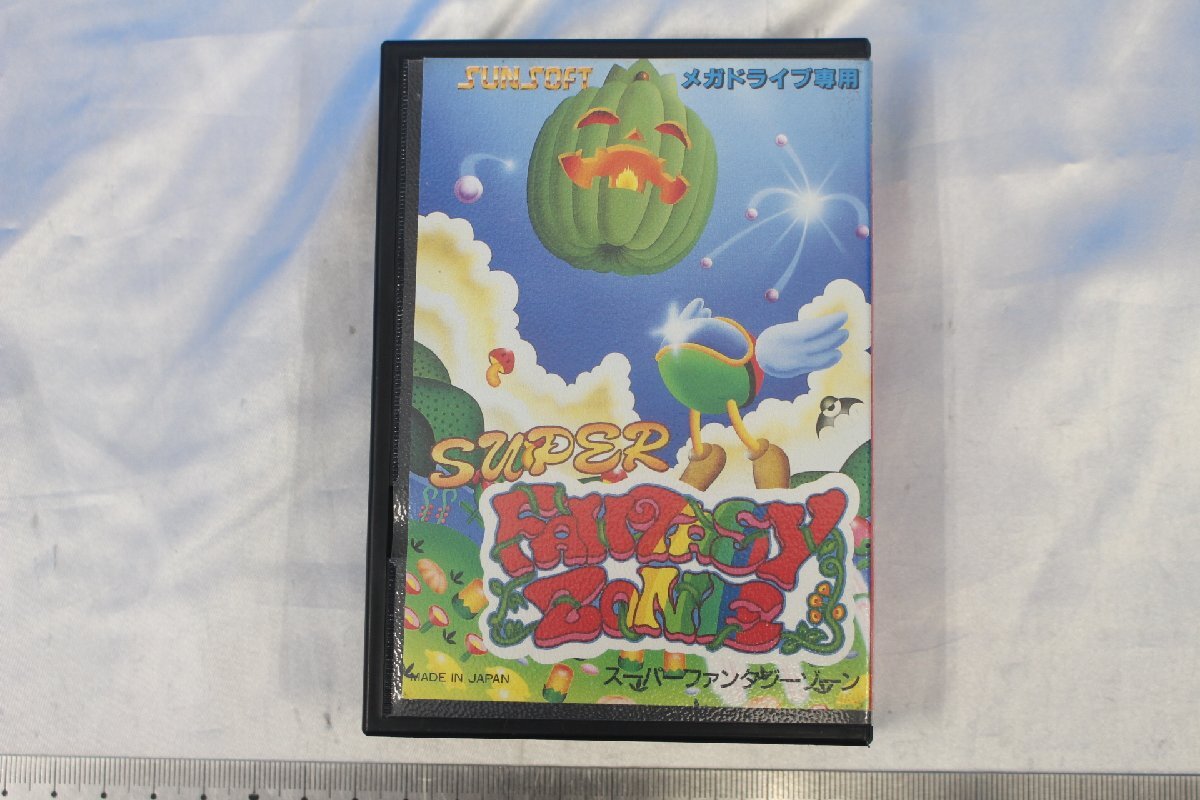 SUNSOFT
メガドライブ専用
SUPER
FANTASY
ZONE
MADE IN JAPAN
スーパーファンタジーゾーン